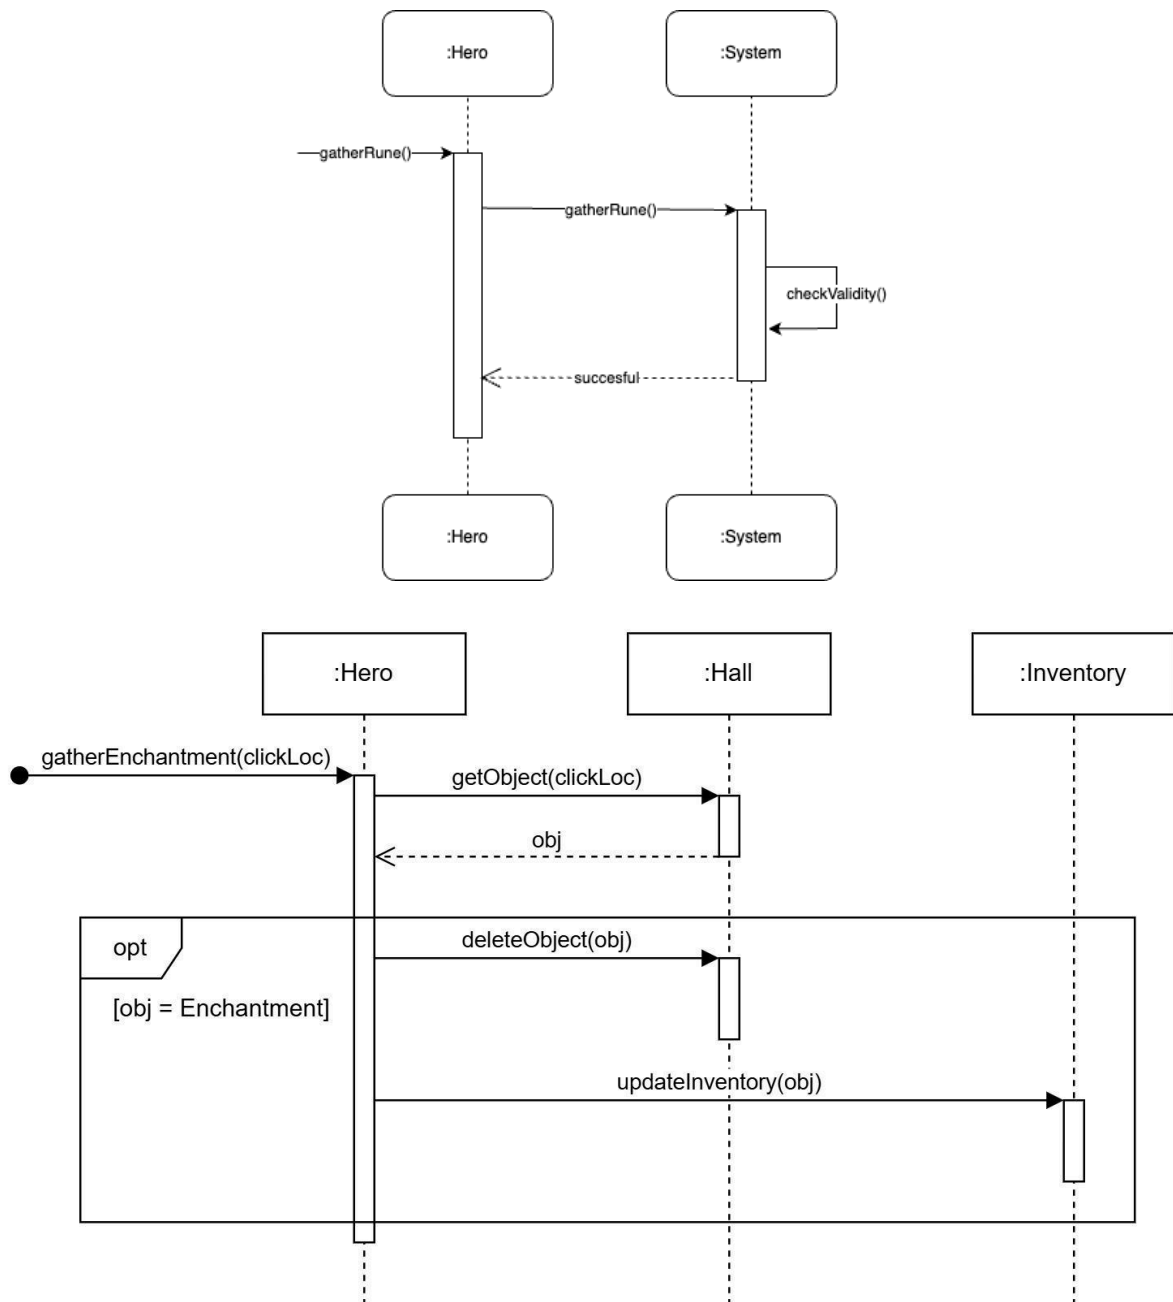 :Hero
:System
gatherRune()
gatherRune()
checkValidity()
succesful
:Hero
:System
:Hero
:Hall
:Inventory
gatherEnchantment(clickLoc)
getObject(clickLoc)
obj
opt
deleteObject(obj)
[obj = Enchantment]
updateInventory(obj)